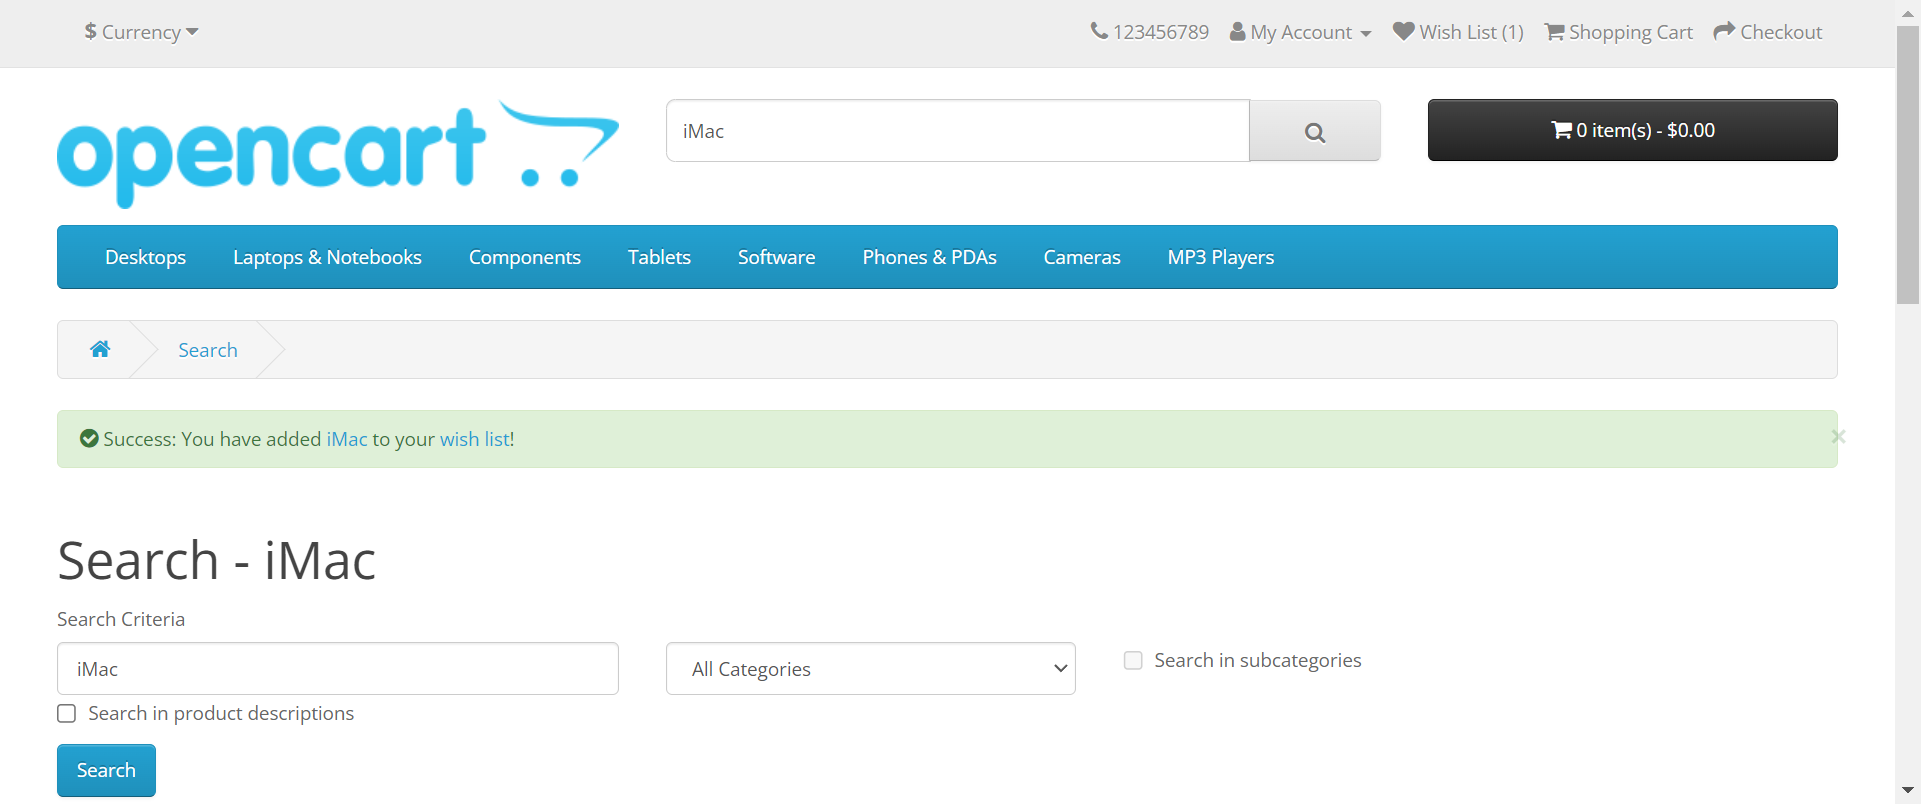 $ Currency
123456789 My Account Wish List (1) Shopping Cart Checkout
opencart
iMac
0 item(s) - $0.00
Desktops Laptops & Notebooks Components Tablets Software Phones & PDAs Cameras MP3 Players
Search
Success: You have added iMac to your wish list!
×
Search - iMac
Search Criteria
iMac
All Categories
Search in subcategories
Search in product descriptions
Search